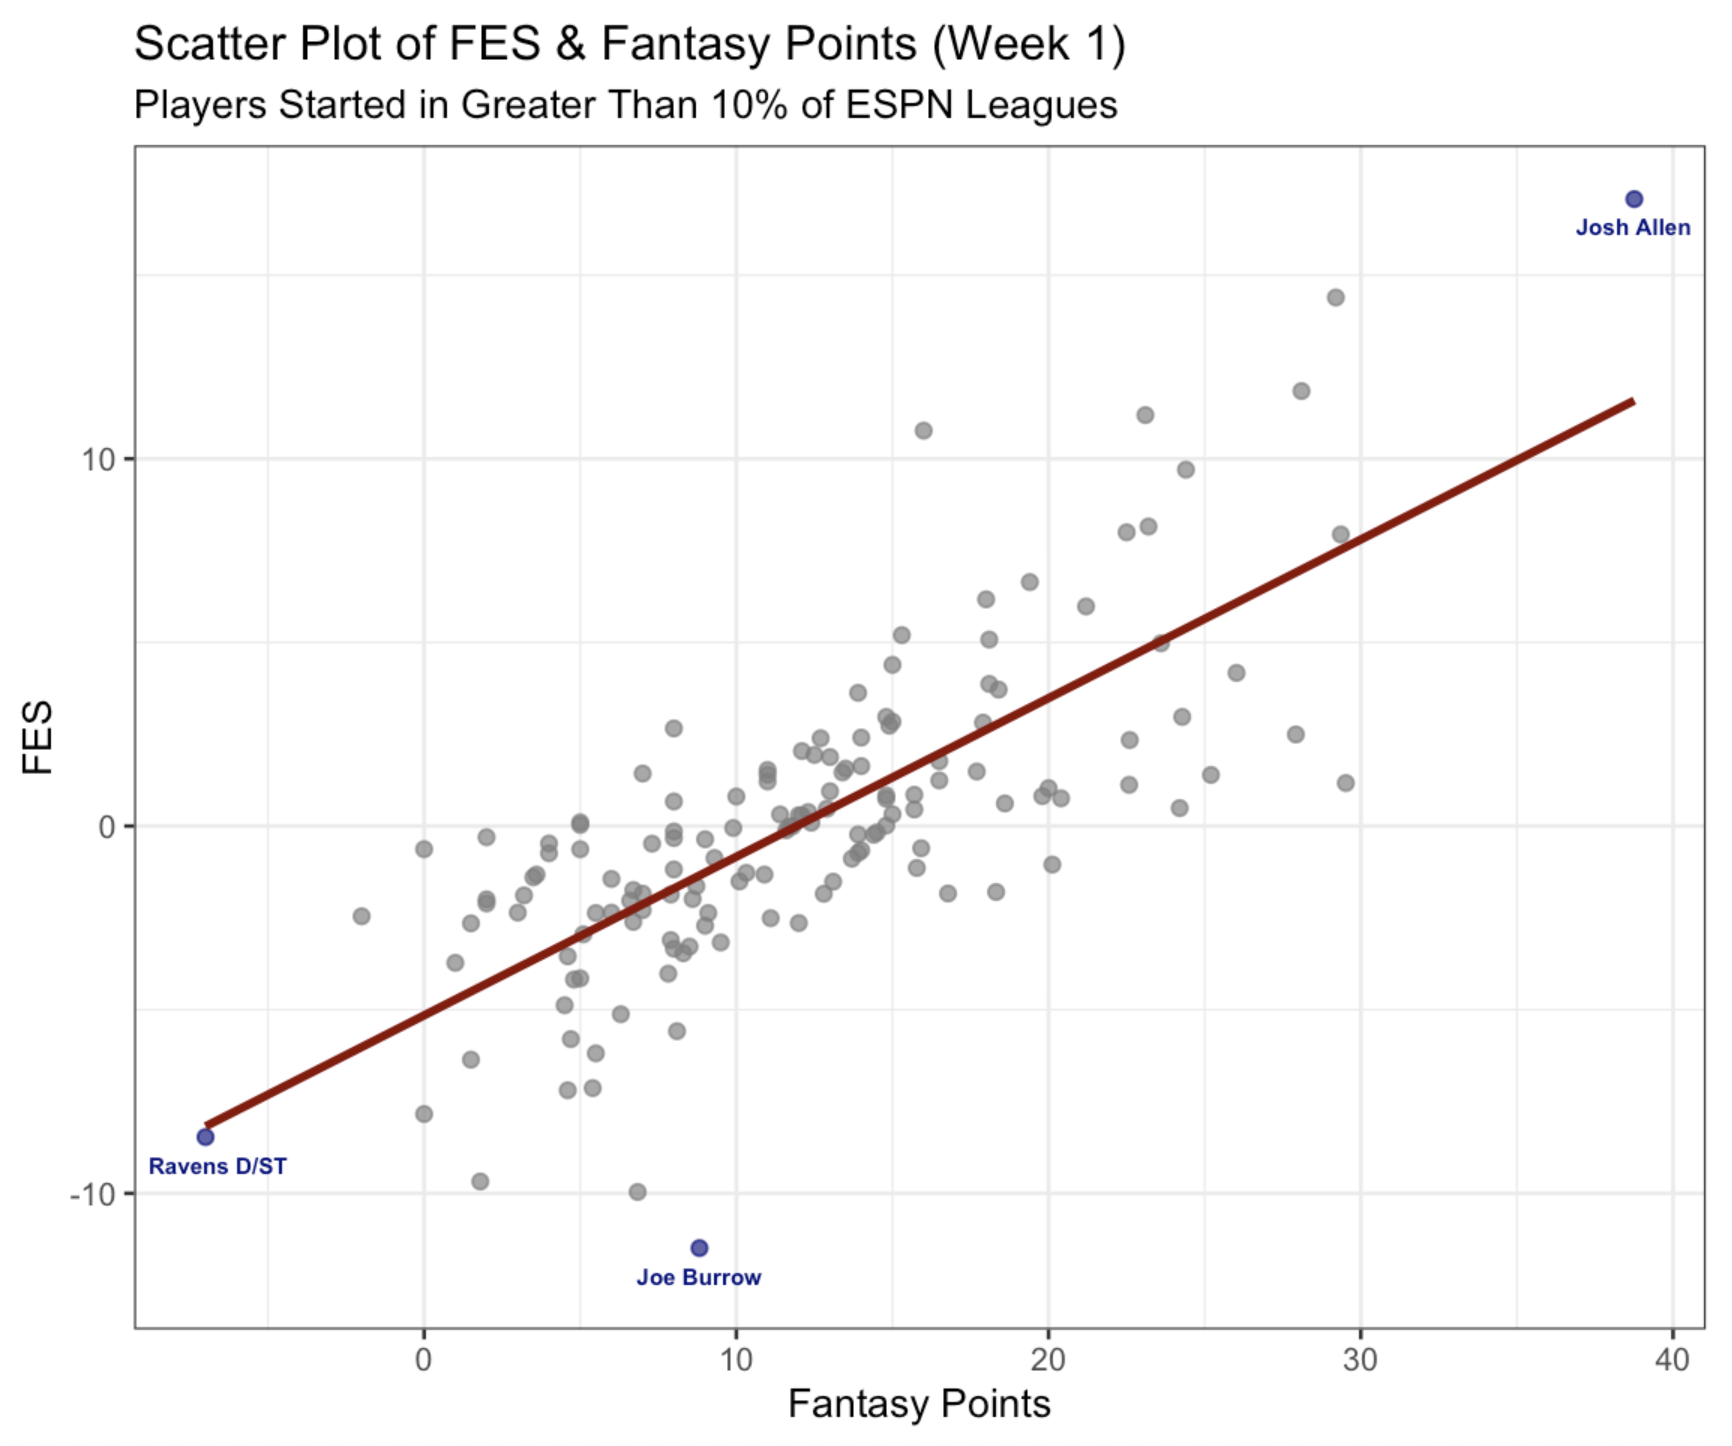 Scatter Plot of FES & Fantasy Points (Week 1)
Players Started in Greater Than 10% of ESPN Leagues
Josh Allen
10
0
FES
Ravens D/ST
-10
Joe Burrow
0 10 20 30 40
Fantasy Points